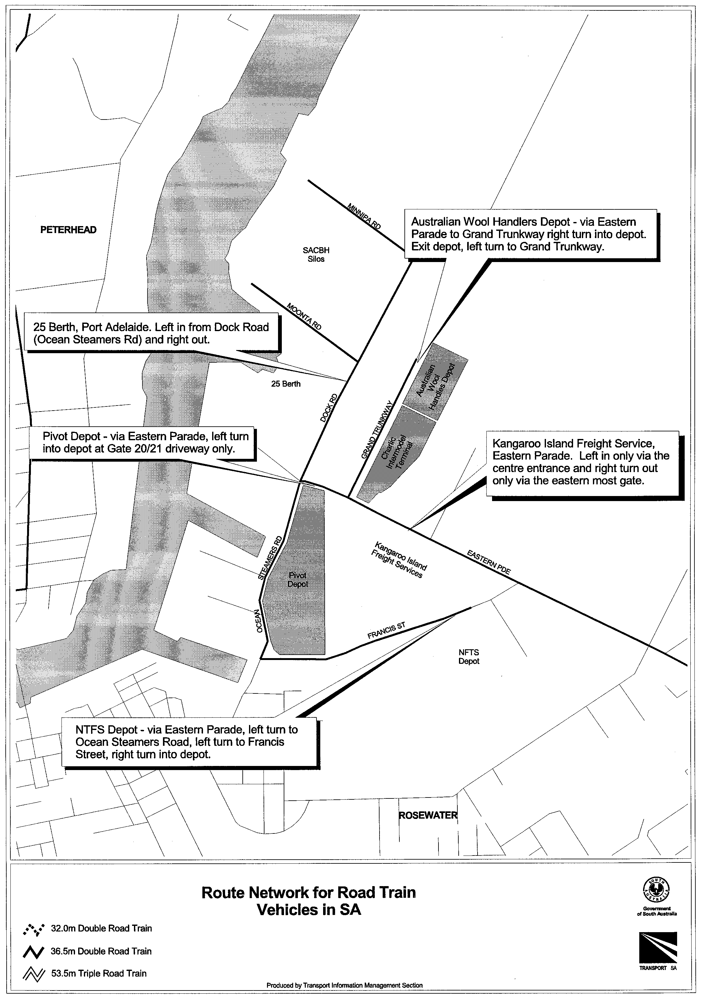 MINNIPA RD
Australian Wool Handlers Depot - via Eastern
Parade to Grand Trunkway right turn into depot.
Exit depot, left turn to Grand Trunkway.
PETERHEAD
SACBH
Silos
MOONTA RD
25 Berth, Port Adelaide. Left in from Dock Road
(Ocean Steamers Rd) and right out.
25 Berth
Australian
Wool
Handles Depot
DOCK RD
GRAND TRUNKWAY
Charlic
Intermodel
Terminal
Pivot Depot - via Eastern Parade, left turn
into depot at Gate 20/21 driveway only.
Kangaroo Island Freight Service,
Eastern Parade. Left in only via the
centre entrance and right turn out
only via the eastern most gate.
OCEAN STEAMERS RD
Kangaroo Island
Freight Services
EASTERN PDE
Pivot
Depot
FRANCIS ST
NFTS
Depot
NTFS Depot - via Eastern Parade, left turn to
Ocean Steamers Road, left turn to Francis
Street, right turn into depot.
ROSEWATER
Route Network for Road Train
Vehicles in SA
32.0m Double Road Train
36.5m Double Road Train
53.5m Triple Road Train
SOUTH
AUSTRALIA
Government
of South Australia
TRANSPORT SA
Produced by Transport Information Management Section